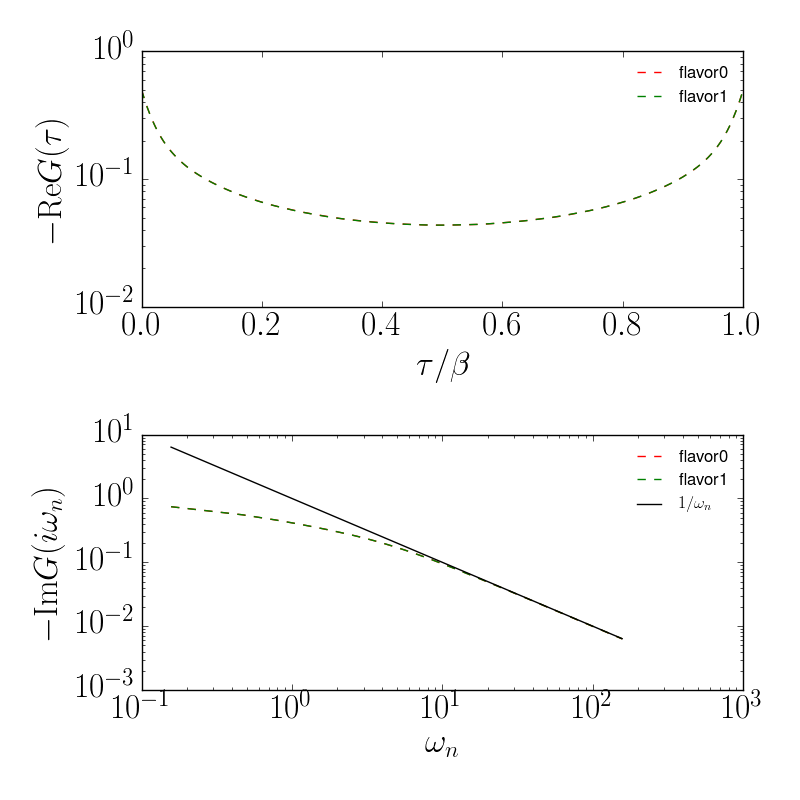 10^0
10^-1
10^-2
−ReG(τ)
flavor0
flavor1
0.0 0.2 0.4 0.6 0.8 1.0
τ/β
10^1
10^0
10^-1
10^-2
10^-3
−ImG(iω_n)
flavor0
flavor1
1/ω_n
10^-1 10^0 10^1 10^2 10^3
ω_n